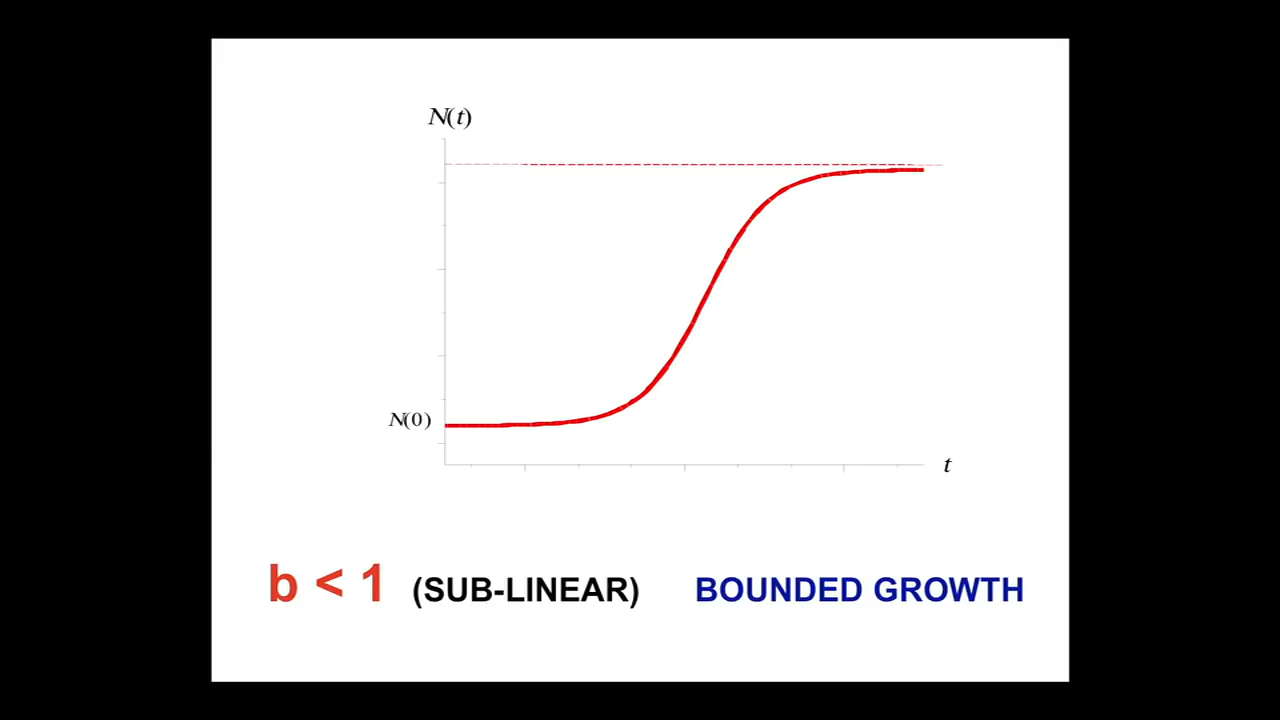 N(t)
N(0)
t
b < 1 (SUB-LINEAR) BOUNDED GROWTH